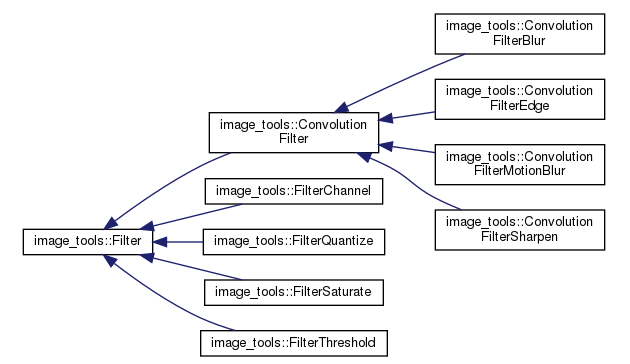 image_tools::Convolution
FilterBlur
image_tools::Convolution
FilterEdge
image_tools::Convolution
Filter
image_tools::Convolution
FilterMotionBlur
image_tools::FilterChannel
image_tools::Convolution
FilterSharpen
image_tools::Filter
image_tools::FilterQuantize
image_tools::FilterSaturate
image_tools::FilterThreshold